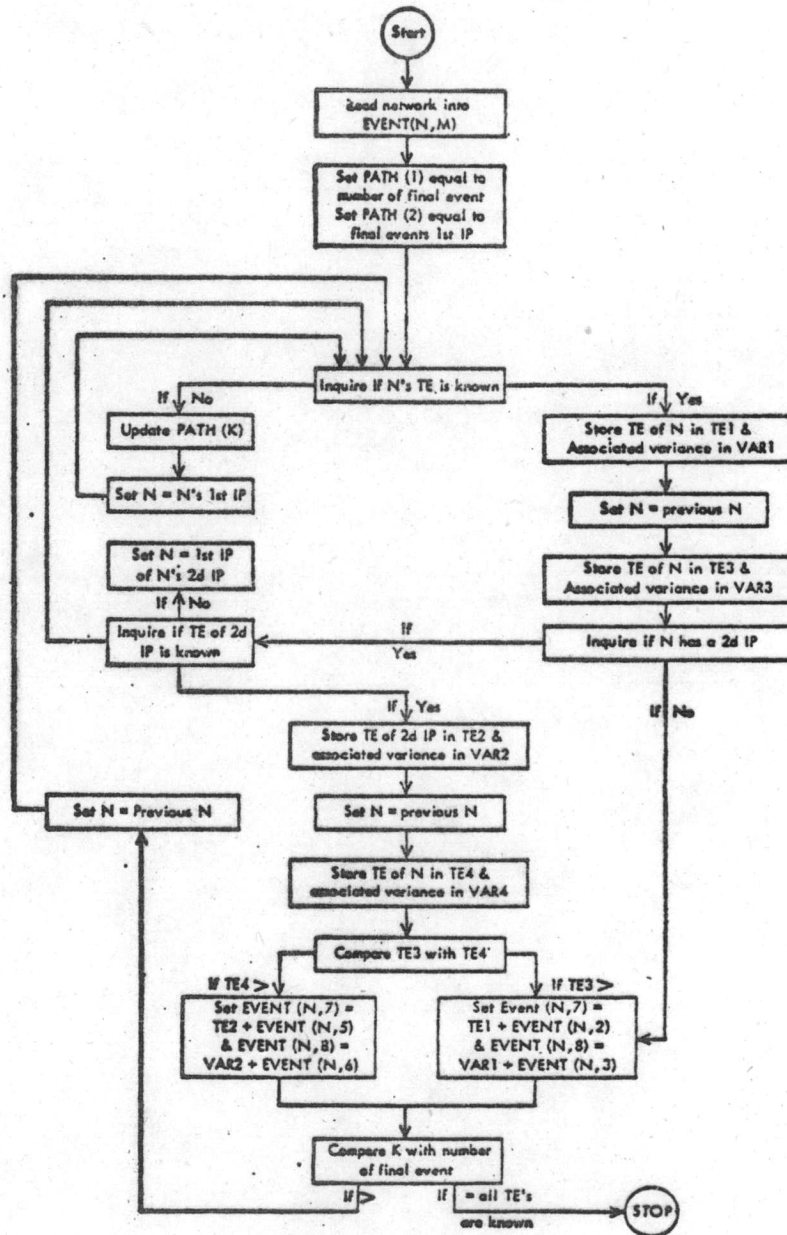 Start
Read network into
EVENT(N,M)
Set PATH (1) equal to
number of final event
Set PATH (2) equal to
final events 1st IP
Inquire if N's TE is known
If No
If Yes
Update PATH (K)
Store TE of N in TE1 &
Associated variance in VAR1
Set N = N's 1st IP
Set N = previous N
Set N = 1st IP
of N's 2d IP
Store TE of N in TE3 &
Associated variance in VAR3
If No
Inquire if TE of 2d
IP is known
If
Yes
Inquire if N has a 2d IP
If Yes
If No
Store TE of 2d IP in TE2 &
associated variance in VAR2
Set N = Previous N
Set N = previous N
Store TE of N in TE4 &
associated variance in VAR4
Compare TE3 with TE4
If TE4 >
If TE3 >
Set EVENT (N,7) =
TE2 + EVENT (N,5)
& EVENT (N,8) =
VAR2 + EVENT (N,6)
Set Event (N,7) =
TE1 + EVENT (N,2)
& EVENT (N,8) =
VAR1 + EVENT (N,3)
Compare K with number
of final event
If >
If = all TE's
are known
STOP